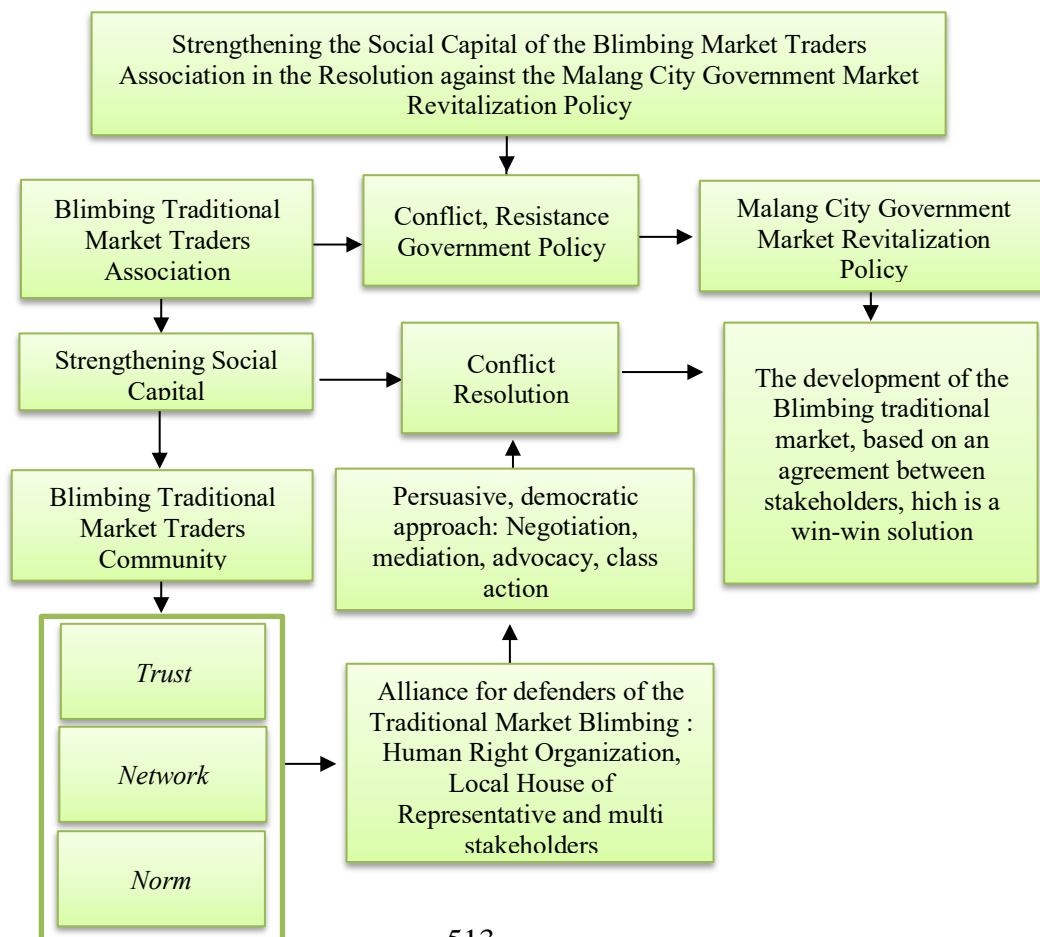 Strengthening the Social Capital of the Blimbing Market Traders
Association in the Resolution against the Malang City Government Market
Revitalization Policy
Blimbing Traditional
Market Traders
Association
Conflict, Resistance
Government Policy
Malang City Government
Market Revitalization
Policy
Strengthening Social
Capital
Conflict
Resolution
The development of the
Blimbing traditional
market, based on an
agreement between
stakeholders, hich is a
win-win solution
Blimbing Traditional
Market Traders
Community
Persuasive, democratic
approach: Negotiation,
mediation, advocacy, class
action
Trust
Network
Norm
Alliance for defenders of the
Traditional Market Blimbing :
Human Right Organization,
Local House of
Representative and multi
stakeholders
513